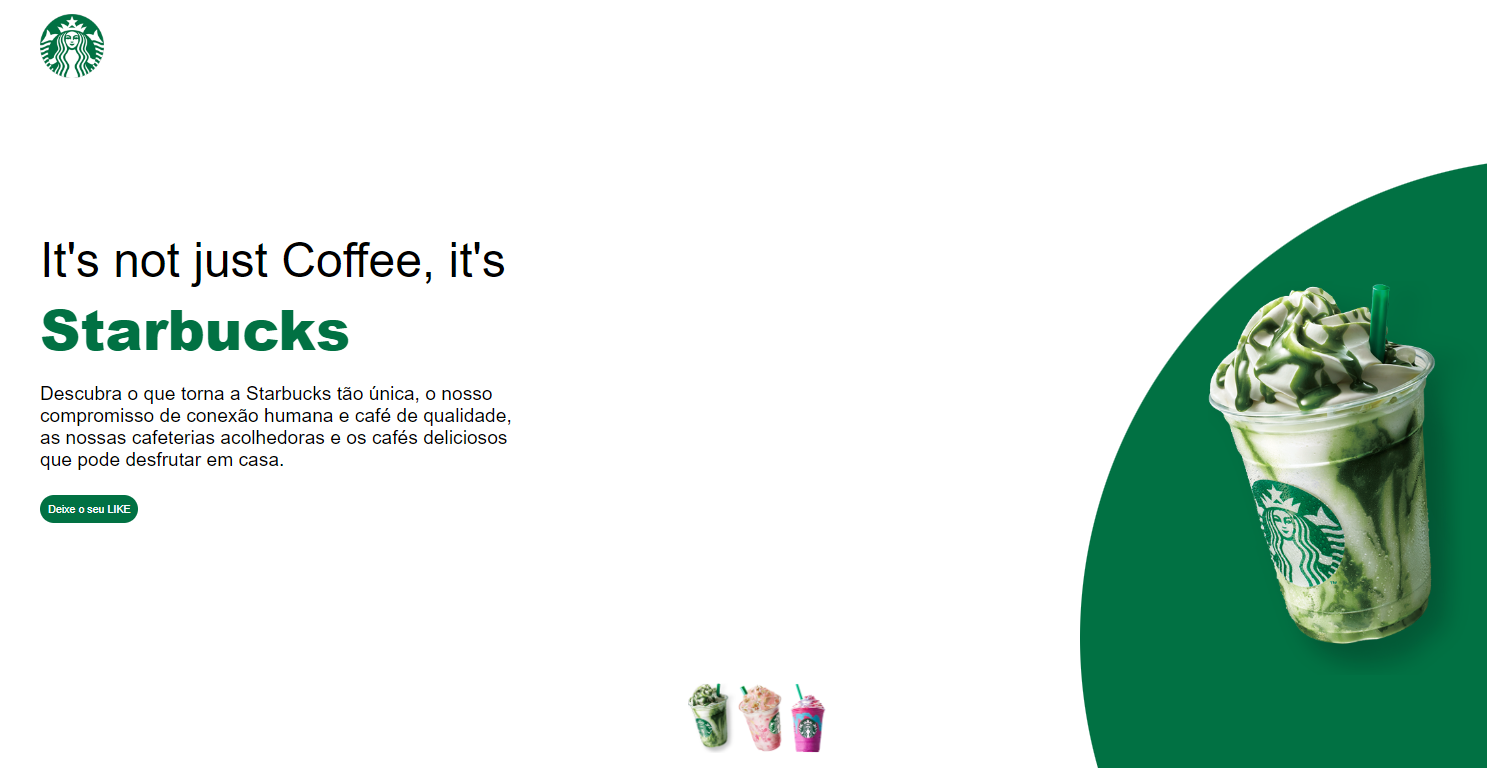 It's not just Coffee, it's
Starbucks
Descubra o que torna a Starbucks tão única, o nosso
compromisso de conexão humana e café de qualidade,
as nossas cafeterias acolhedoras e os cafés deliciosos
que pode desfrutar em casa.
Deixe o seu LIKE